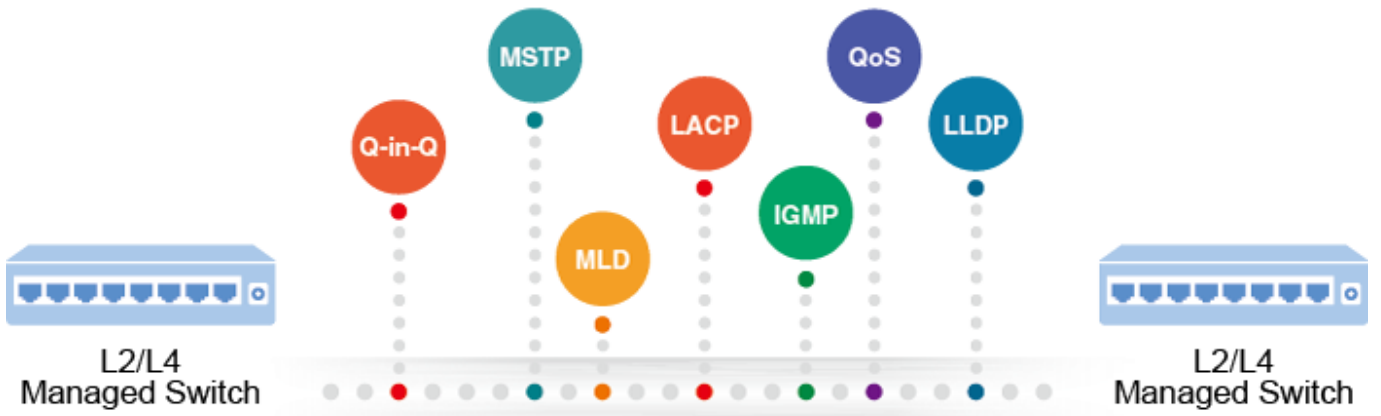 MSTP
QoS
Q-in-Q
LACP
LLDP
MLD
IGMP
L2/L4
Managed Switch
L2/L4
Managed Switch